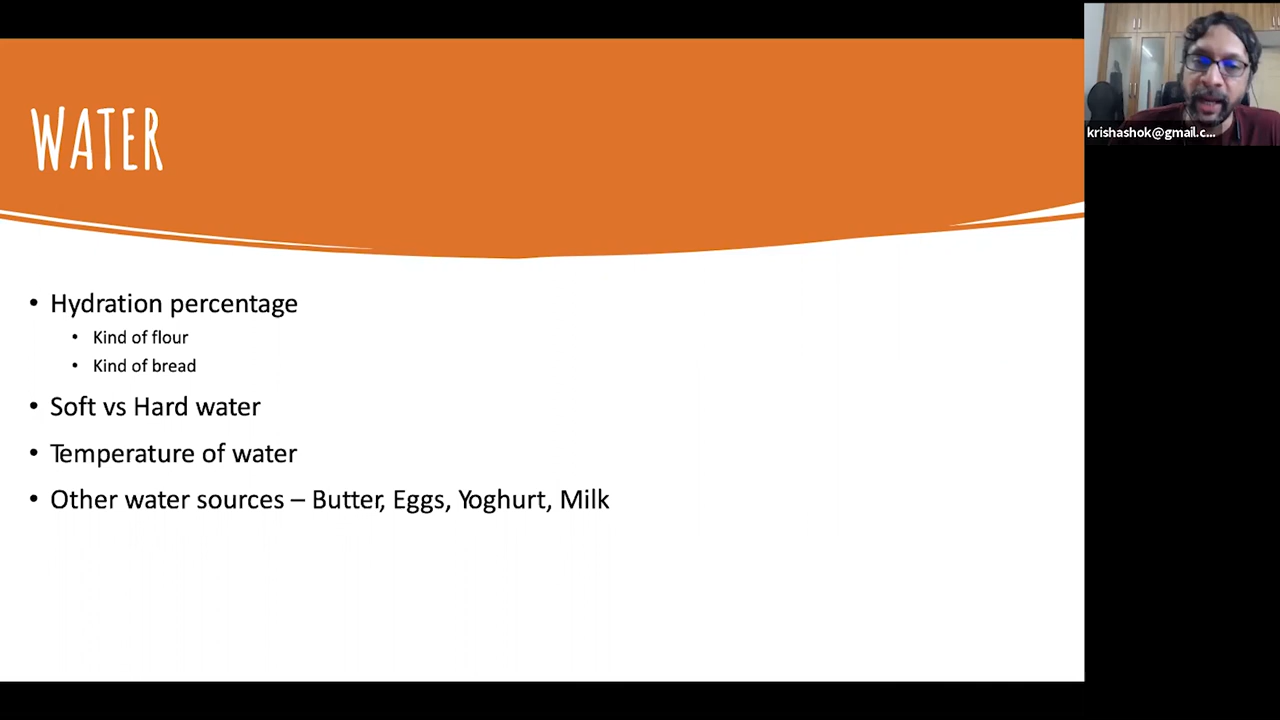 WATER
krishashok@gmail.c...
• Hydration percentage
• Kind of flour
• Kind of bread
• Soft vs Hard water
• Temperature of water
• Other water sources – Butter, Eggs, Yoghurt, Milk